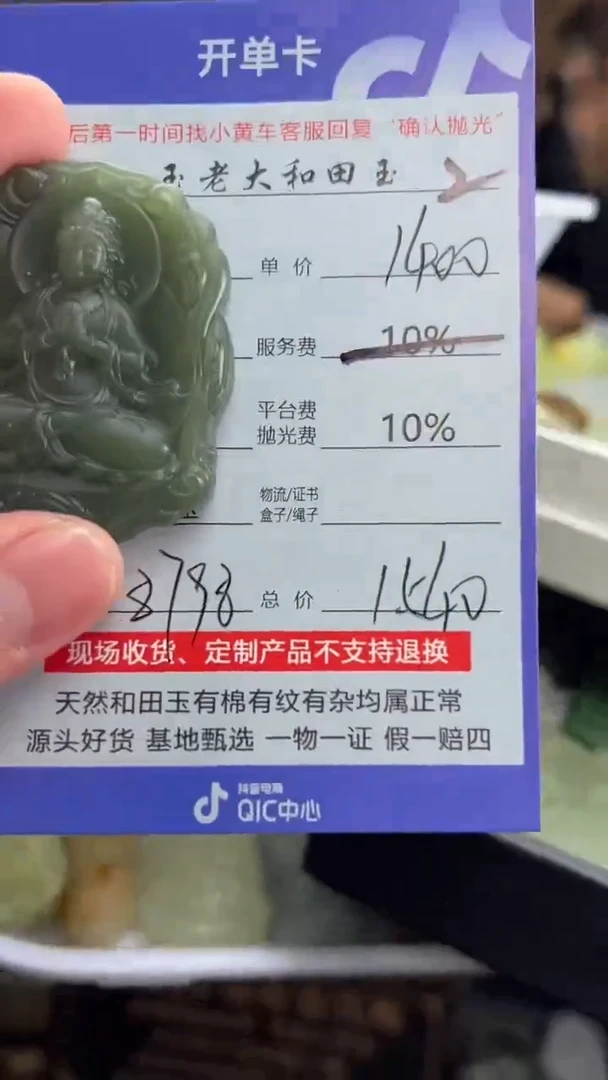 开单卡
后第一时间找小黄车客服回复 "确认抛光"
玉老大和田玉 2
单价 1400
服务费 10%
平台费
抛光费 10%
物流/证书
盒子/绳子
8798 总价 1540
现场收货、定制产品不支持退换
天然和田玉有棉有纹有杂均属正常
源头好货 基地甄选 一物一证 假一赔四
抖音电商
QIC中心